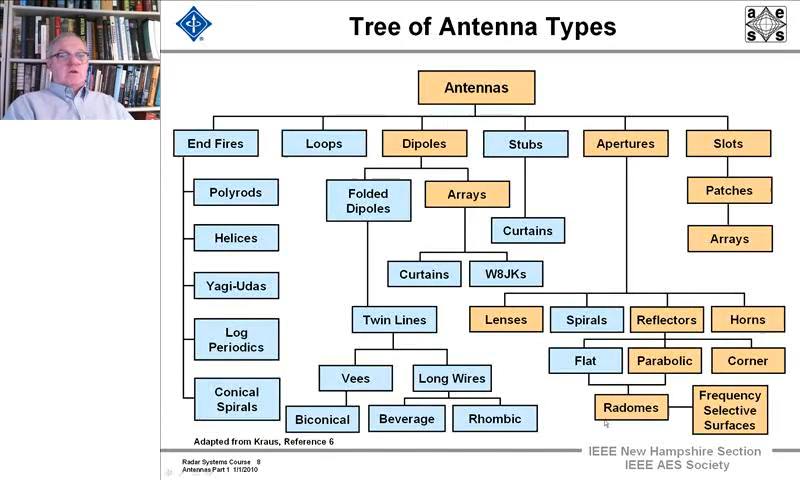 Tree of Antenna Types
a e
s s
Antennas
End Fires
Loops
Dipoles
Stubs
Apertures
Slots
Polyrods
Folded
Dipoles
Arrays
Patches
Helices
Curtains
Arrays
Curtains
W8JKs
Yagi-Udas
Twin Lines
Lenses
Spirals
Reflectors
Horns
Log
Periodics
Flat
Parabolic
Corner
Vees
Long Wires
Conical
Spirals
Biconical
Beverage
Rhombic
Radomes
Frequency
Selective
Surfaces
Adapted from Kraus, Reference 6
IEEE New Hampshire Section
IEEE AES Society
Radar Systems Course 8
Antennas Part 1 1/1/2010